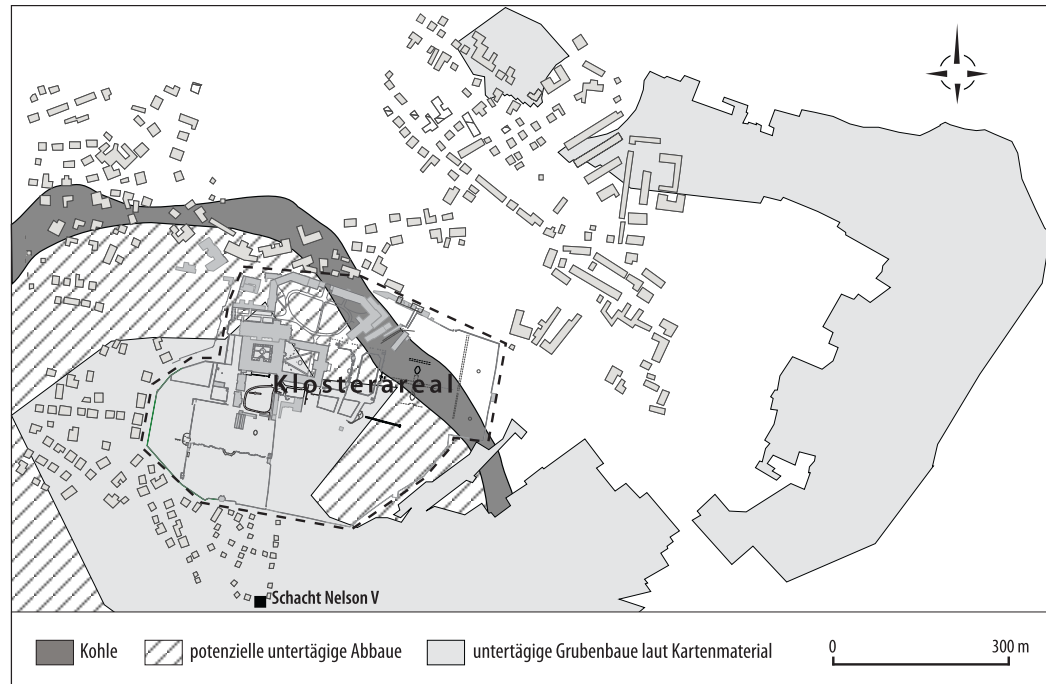 Klosterareal
Schacht Nelson V
Kohle
potenzielle untertägige Abbaue
untertägige Grubenbaue laut Kartenmaterial
0 300 m